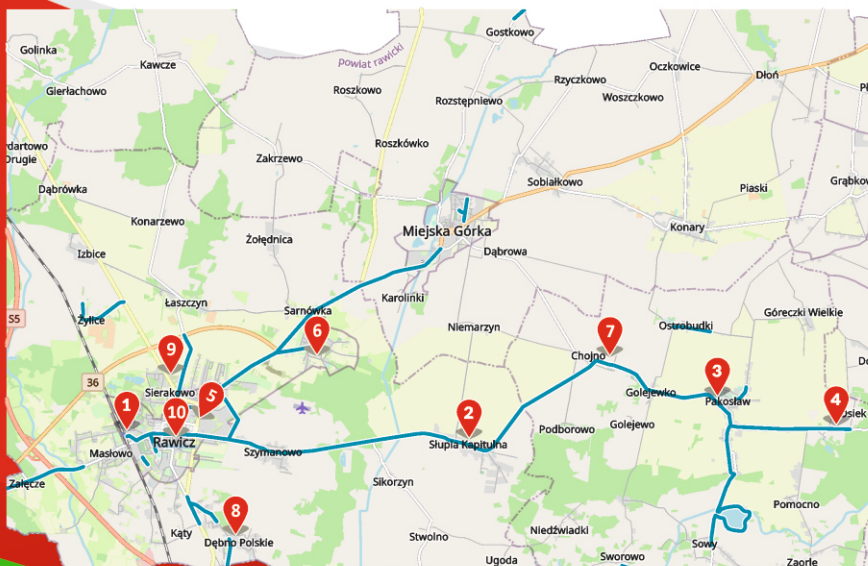 Gostkowo
Golinka
Kawcze
powiat rawicki
Oczkowice
Dłoń
Rzyczkowo
Gierłachowo
Roszkowo
Rozstępniewo
Woszczkowo
Roszkówko
Drugie
Zakrzewo
Sobiałkowo
Dąbrówka
Piaski
Konarzewo
Miejska Górka
Konary
Żołędnica
Izbice
Dąbrowa
Łaszczyn
Karolinki
Sarnówka
Żylice
S5
Niemarzyn
Ostrobudki
Góreczki Wielkie
6
7
9
Chojno
36
Sierakowo
5
3
Golejewko
Pakosław
1
10
2
4
Rawicz
Podborowo
Golejewo
Słupia Kapitulna
Masłowo
Szymanowo
Załęcze
Sikorzyn
8
Pomocno
Kąty
Dębno Polskie
Stwolno
Niedźwiadki
Sowy
Ugoda
Sworowo
Zaorle